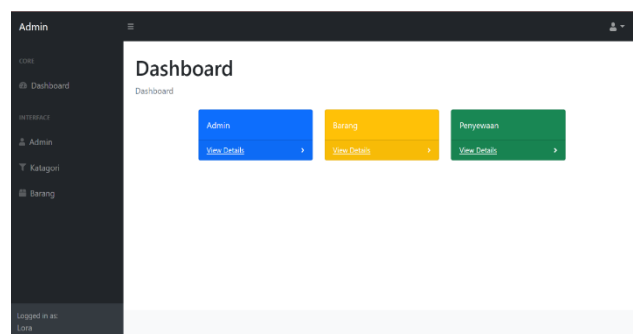 Admin
CORE
Dashboard
INTERFACE
Admin
Katagori
Barang
Logged in as:
Lora
Dashboard
Dashboard
Admin
View Details
Barang
View Details
Penyewaan
View Details